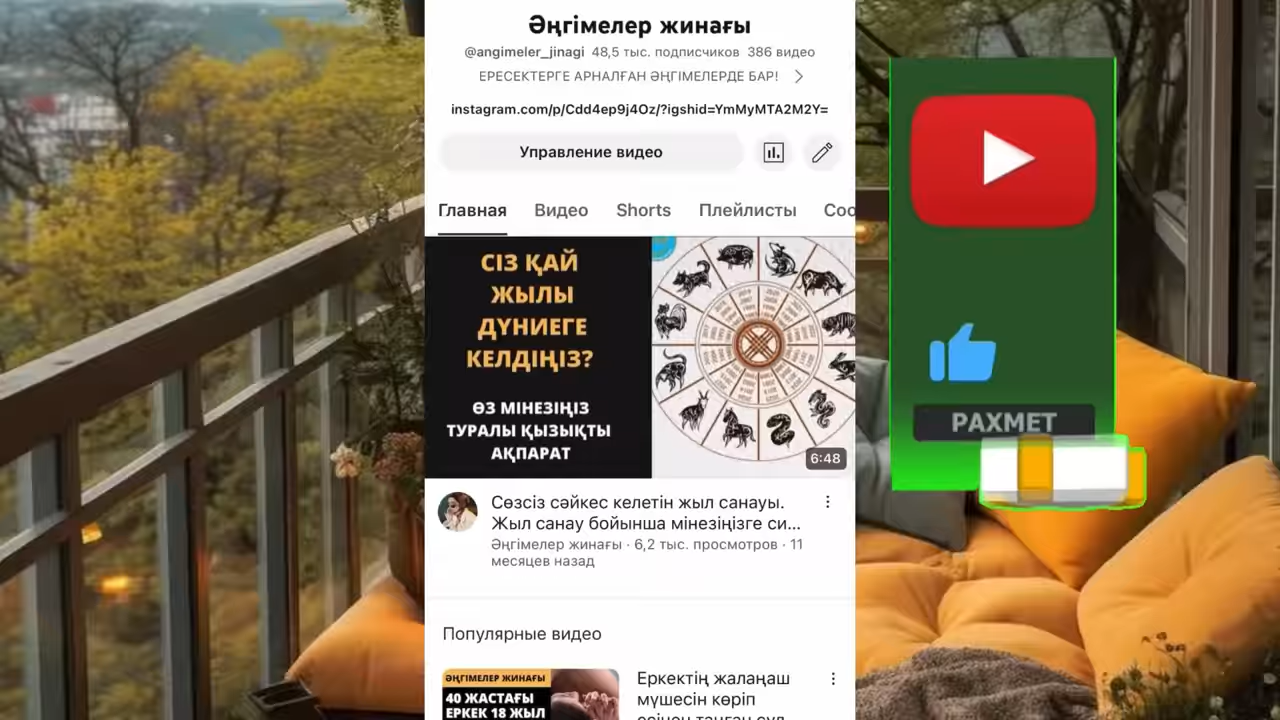 Әңгімелер жинағы
@angimeler_jinagi 48,5 тыс. подписчиков 386 видео
ЕРЕСЕКТЕРГЕ АРНАЛҒАН ӘҢГІМЕЛЕРДЕ БАР!
instagram.com/p/Cdd4ep9j4Oz/?igshid=YmMyMTA2M2Y=
Управление видео
Главная Видео Shorts Плейлисты Соо
СІЗ ҚАЙ
ЖЫЛЫ
ДҮНИЕГЕ
КЕЛДІҢІЗ?
ӨЗ МІНЕЗІҢІЗ
ТУРАЛЫ ҚЫЗЫҚТЫ
АҚПАРАТ
6:48
Сөзсіз сәйкес келетін жыл санауы.
Жыл санау бойынша мінезіңізге си...
Әңгімелер жинағы · 6,2 тыс. просмотров · 11
месяцев назад
Популярные видео
ӘҢГІМЕЛЕР ЖИНАҒЫ
40 ЖАСТАҒЫ
ЕРКЕК 18 ЖЫЛ
Еркектің жалаңаш
мүшесін көріп
РАХМЕТ